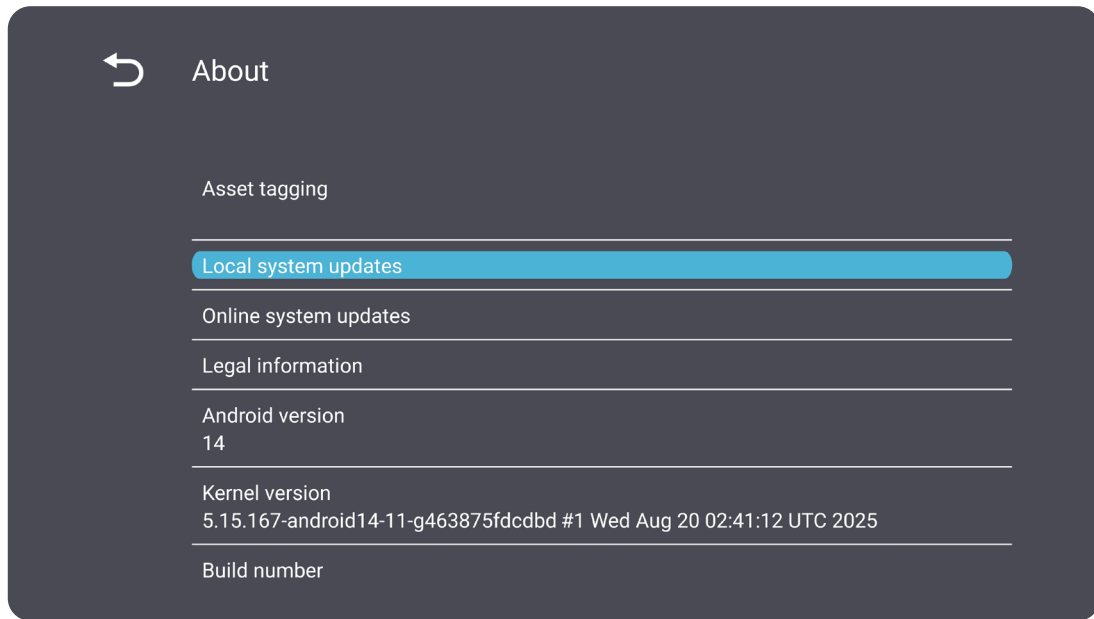 About
Asset tagging
Local system updates
Online system updates
Legal information
Android version
14
Kernel version
5.15.167-android14-11-g463875fdcdbd #1 Wed Aug 20 02:41:12 UTC 2025
Build number